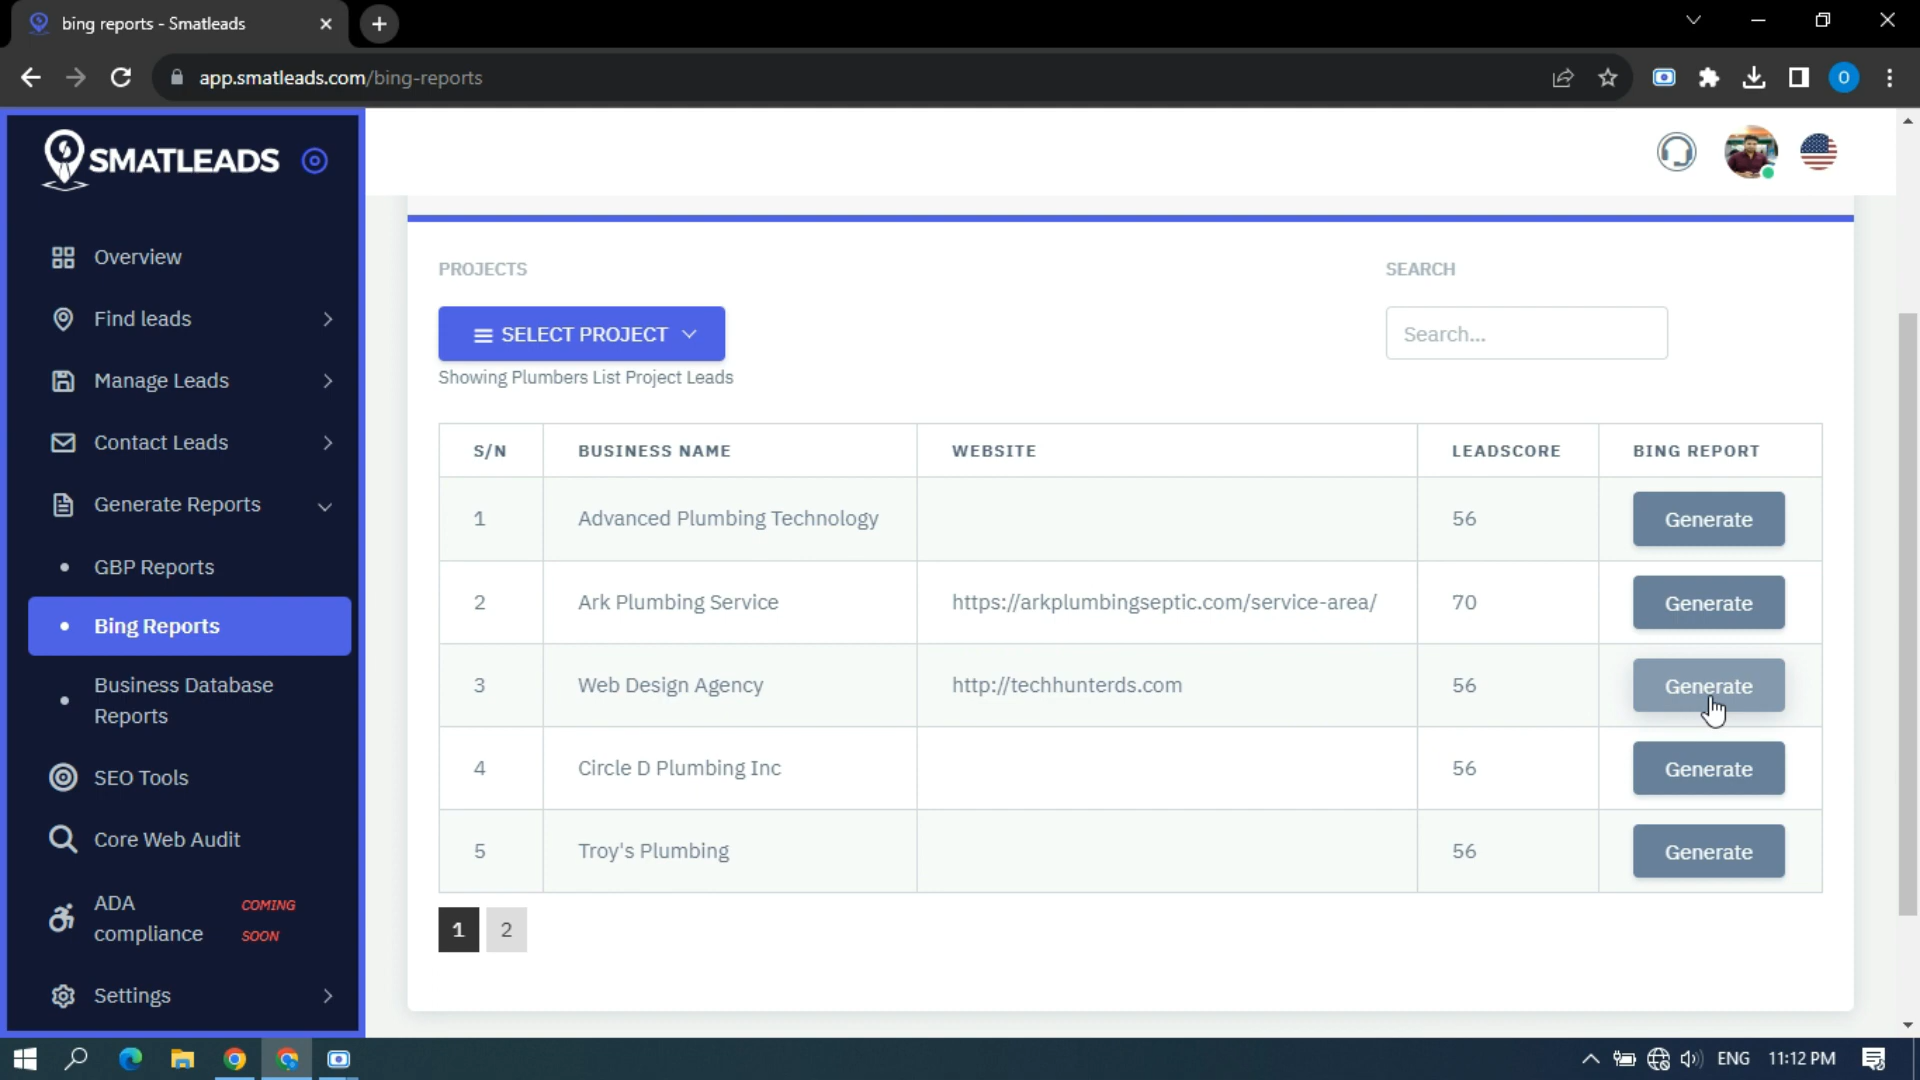 bing reports - Smatleads
app.smatleads.com/bing-reports
O
SMATLEADS
Overview
Find leads
Manage Leads
Contact Leads
Generate Reports
GBP Reports
Bing Reports
Business Database
Reports
SEO Tools
Core Web Audit
ADA COMING
compliance SOON
Settings
PROJECTS SEARCH
SELECT PROJECT Search...
Showing Plumbers List Project Leads
S/N BUSINESS NAME WEBSITE LEADSCORE BING REPORT
1 Advanced Plumbing Technology 56 Generate
2 Ark Plumbing Service https://arkplumbingseptic.com/service-area/ 70 Generate
3 Web Design Agency http://techhunterds.com 56 Generate
4 Circle D Plumbing Inc 56 Generate
5 Troy's Plumbing 56 Generate
1 2
ENG 11:12 PM